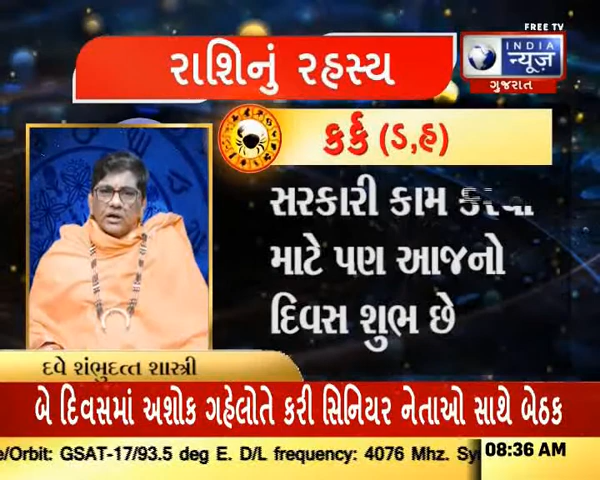 FREE TV
રાશિનું રહસ્ય
INDIA
न्यूज़
ગુજરાત
કર્ક (ડ,હ)
સરકારી કામ
માટે પણ આજનો
દિવસ શુભ છે
દવે શંભુદત્ત શાસ્ત્રી
બે દિવસમાં અશોક ગહેલોતે કરી સિનિયર નેતાઓ સાથે બેઠક
e/Orbit: GSAT-17/93.5 deg E. D/L frequency: 4076 Mhz. Sy
08:36 AM